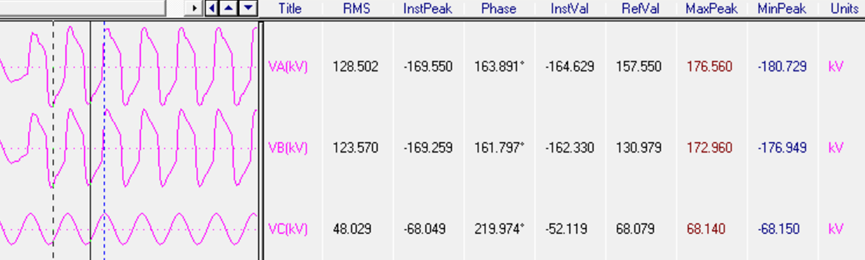 Title RMS InstPeak Phase InstVal RefVal MaxPeak MinPeak Units
VA(kV) 128.502 -169.550 163.891° -164.629 157.550 176.560 -180.729 kV
VB(kV) 123.570 -169.259 161.797° -162.330 130.979 172.960 -176.949 kV
VC(kV) 48.029 -68.049 219.974° -52.119 68.079 68.140 -68.150 kV